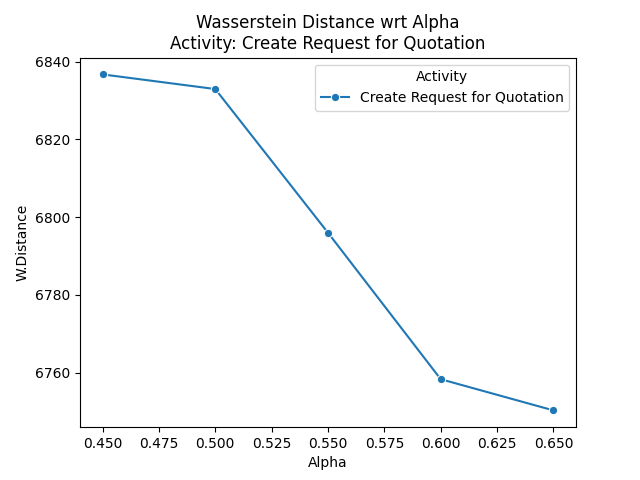 Wasserstein Distance wrt Alpha
Activity: Create Request for Quotation
Activity
Create Request for Quotation
W.Distance
6840
6820
6800
6780
6760
0.450 0.475 0.500 0.525 0.550 0.575 0.600 0.625 0.650
Alpha